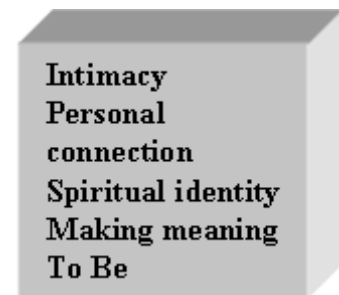 Intimacy
Personal
connection
Spiritual identity
Making meaning
To Be